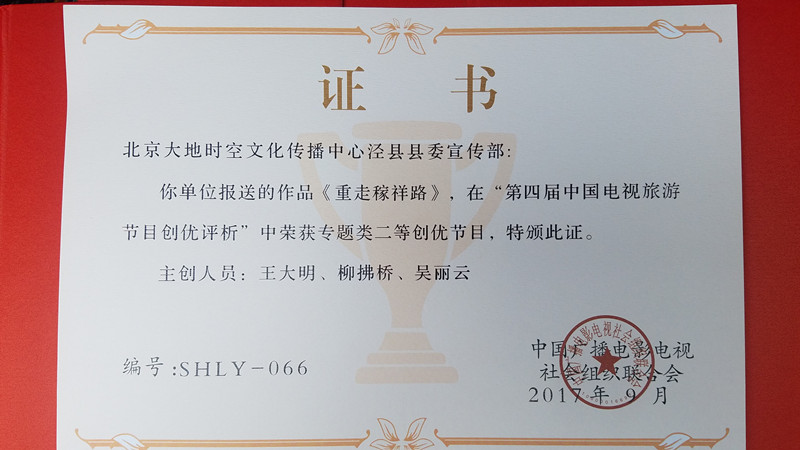 证 书
北京大地时空文化传播中心泾县县委宣传部:
你单位报送的作品《重走稼祥路》，在“第四届中国电视旅游
节目创优评析”中荣获专题类二等创优节目，特颁此证。
主创人员：王大明、柳拂桥、吴丽云
编号:SHLY-066
中国广播电影电视
社会组织联合会
2017年 9 月